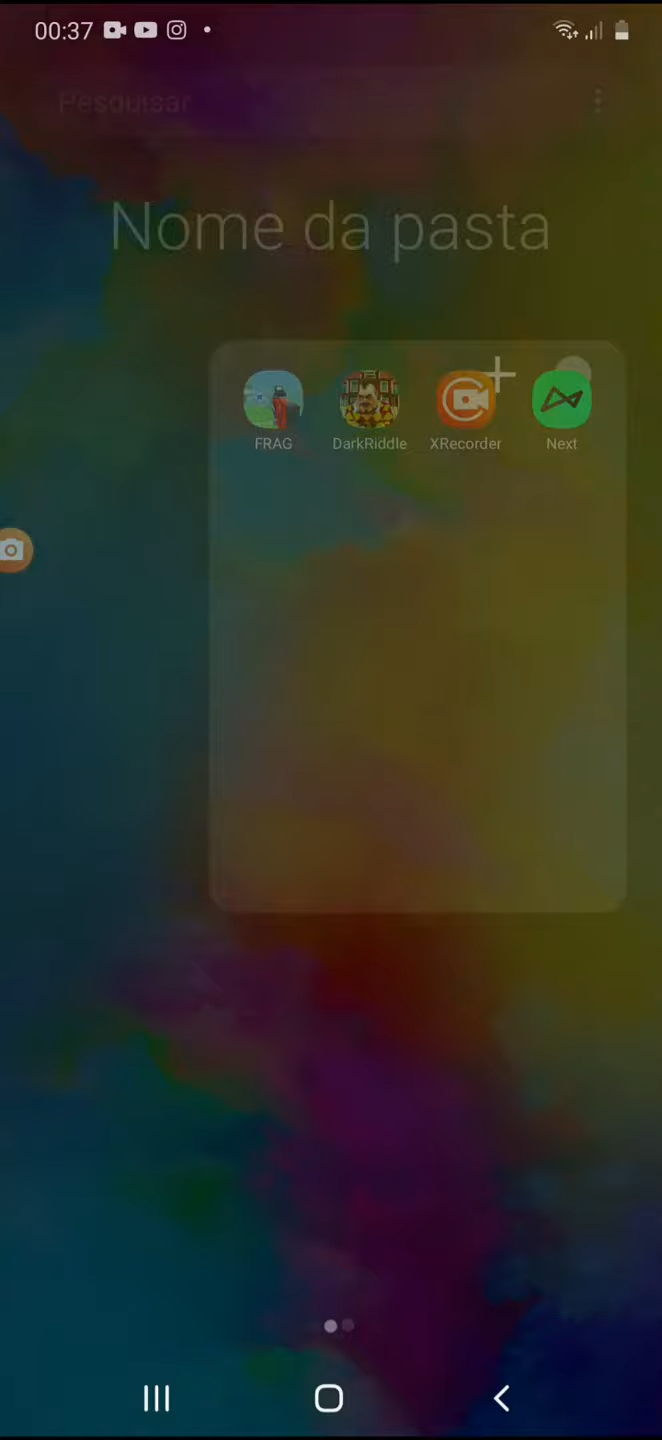 00:37
Pesquisar
Nome da pasta
FRAG
DarkRiddle
XRecorder
Next